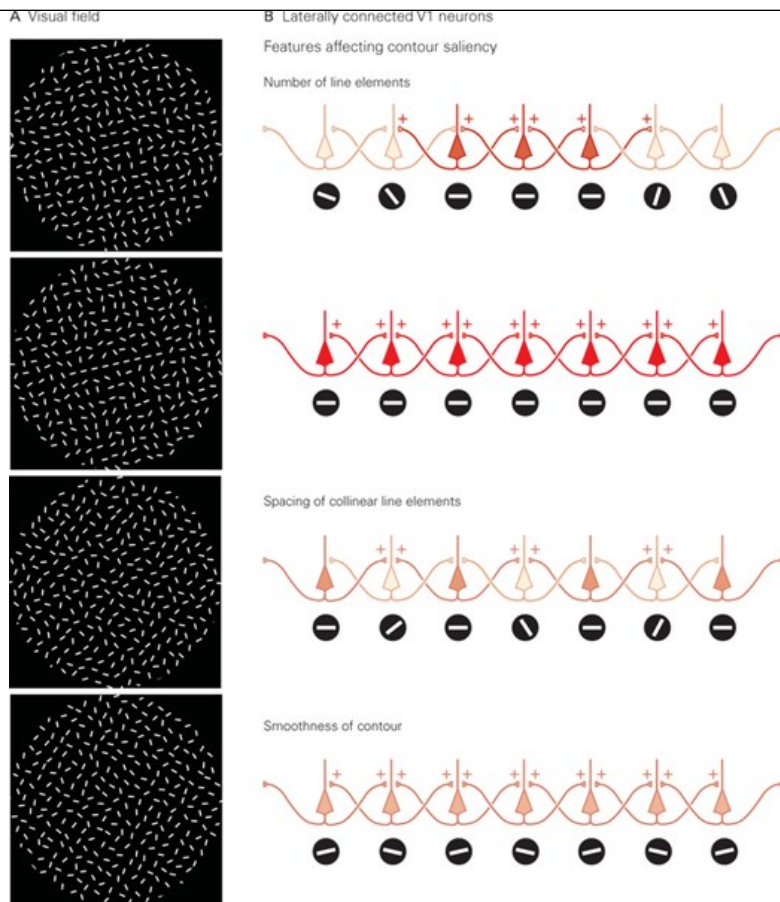 A Visual field
B Laterally connected V1 neurons
Features affecting contour saliency
Number of line elements
+ + + + + +
+ + + + + + + + + + + +
Spacing of collinear line elements
+ + + + + +
Smoothness of contour
+ + + + + + + + + + + +